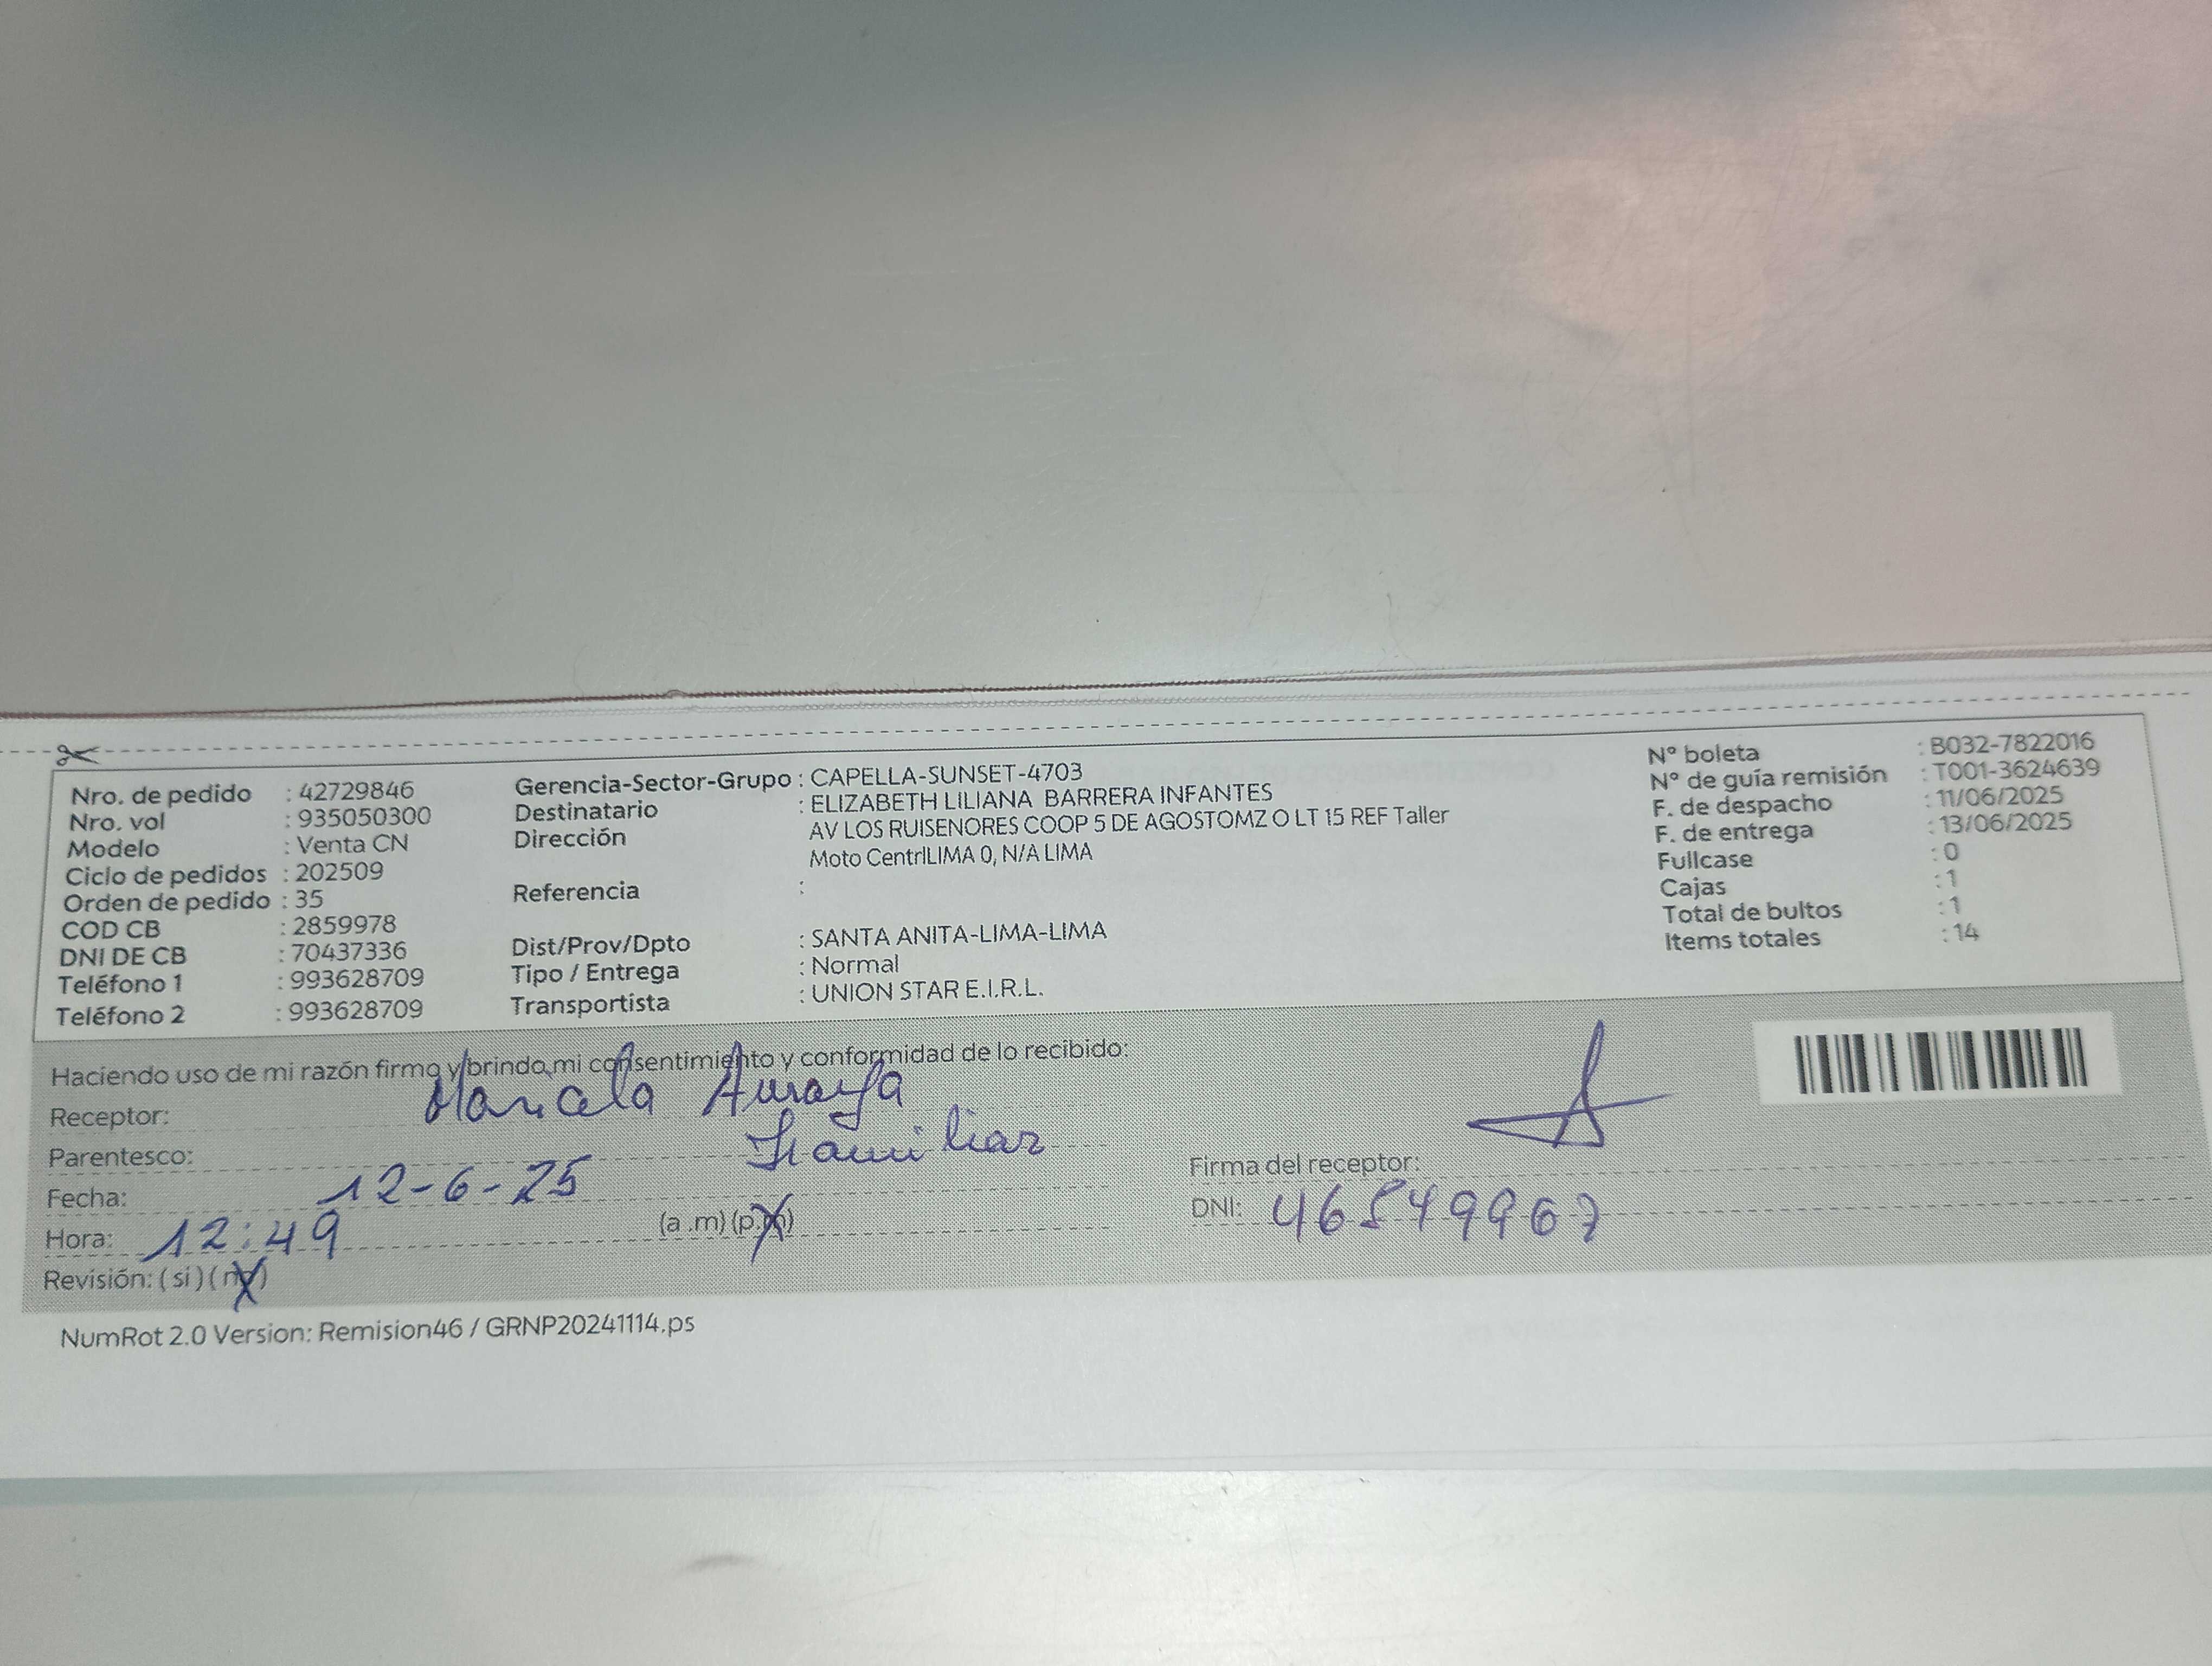 Nro. de pedido : 42729846
Nro. vol : 935050300
Modelo : Venta CN
Ciclo de pedidos : 202509
Orden de pedido : 35
COD CB : 2859978
DNI DE CB : 70437336
Teléfono 1 : 993628709
Teléfono 2 : 993628709
Gerencia-Sector-Grupo : CAPELLA-SUNSET-4703
Destinatario : ELIZABETH LILIANA BARRERA INFANTES
Dirección AV LOS RUISENORES COOP 5 DE AGOSTOMZ O LT 15 REF Taller
Moto CentrlLIMA 0, N/A LIMA
Referencia :
Dist/Prov/Dpto : SANTA ANITA-LIMA-LIMA
Tipo / Entrega : Normal
Transportista : UNION STAR E.I.R.L.
N° boleta : B032-7822016
N° de guía remisión : T001-3624639
F. de despacho : 11/06/2025
F. de entrega : 13/06/2025
Fullcase : 0
Cajas : 1
Total de bultos : 1
Items totales : 14
Haciendo uso de mi razón firmo y brindo mi consentimiento y conformidad de lo recibido:
Receptor: Maricela
Parentesco: Familiar
Fecha: 12-6-25
Hora: 12:49 (a .m) (p.m)
Revisión: ( si ) ( no )
Firma del receptor:
DNI: 46549967
NumRot 2.0 Version: Remision46 / GRNP20241114.ps